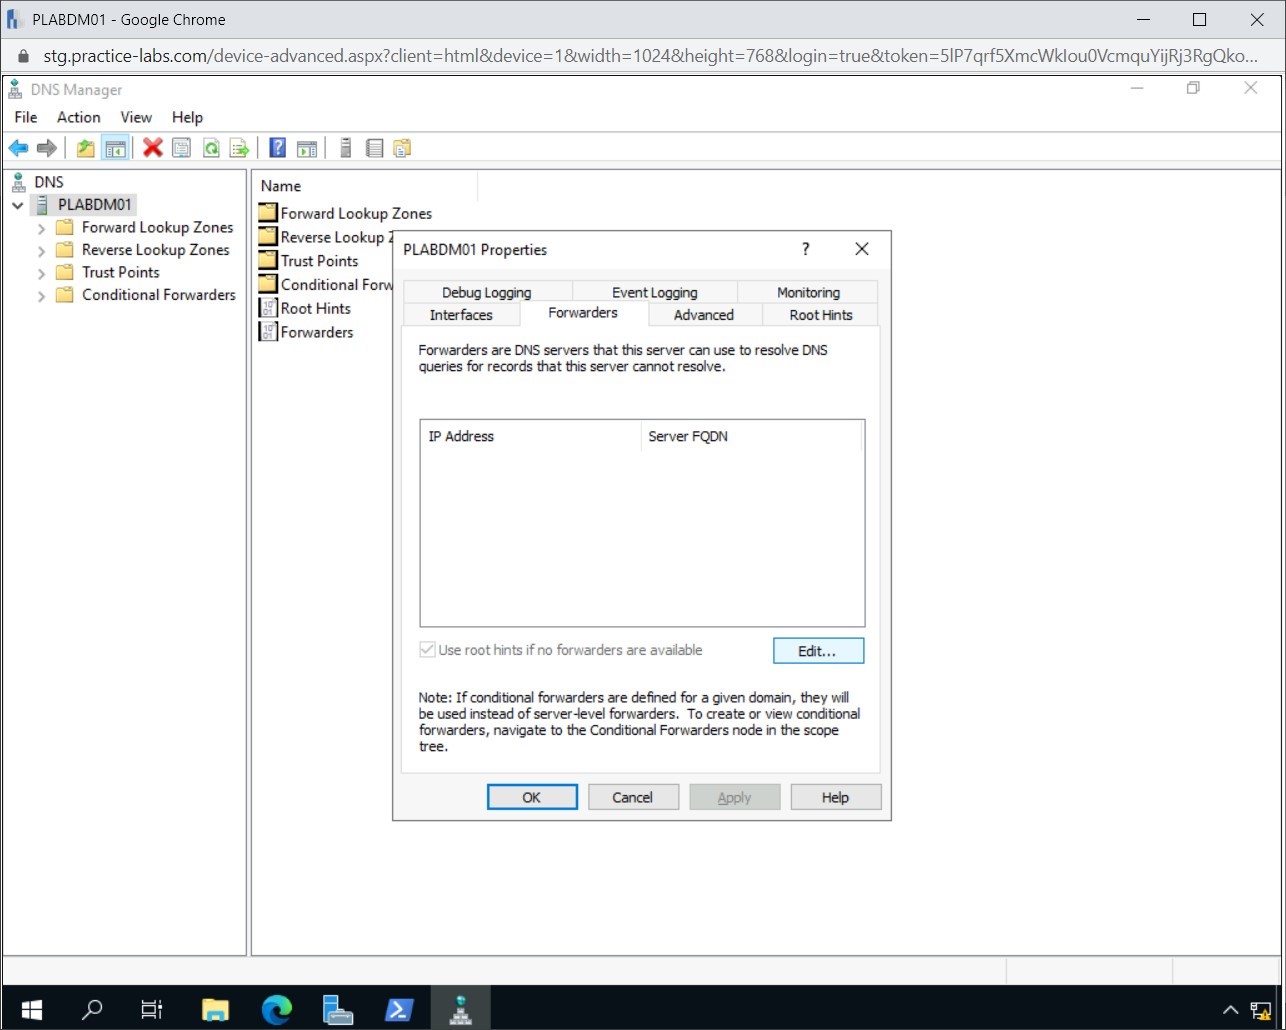 PLABDM01 - Google Chrome
stg.practice-labs.com/device-advanced.aspx?client=html&device=1&width=1024&height=768&login=true&token=5lP7qrf5XmcWkIou0VcmquYijRj3RgQko...
DNS Manager
File Action View Help
DNS
PLABDM01
Forward Lookup Zones
Reverse Lookup Zones
Trust Points
Conditional Forwarders
Name
Forward Lookup Zones
Reverse Lookup Z
Trust Points
Conditional Forw
Root Hints
Forwarders
PLABDM01 Properties
?
Debug Logging Event Logging Monitoring
Interfaces Forwarders Advanced Root Hints
Forwarders are DNS servers that this server can use to resolve DNS
queries for records that this server cannot resolve.
IP Address Server FQDN
Use root hints if no forwarders are available
Edit...
Note: If conditional forwarders are defined for a given domain, they will
be used instead of server-level forwarders. To create or view conditional
forwarders, navigate to the Conditional Forwarders node in the scope
tree.
OK Cancel Apply Help